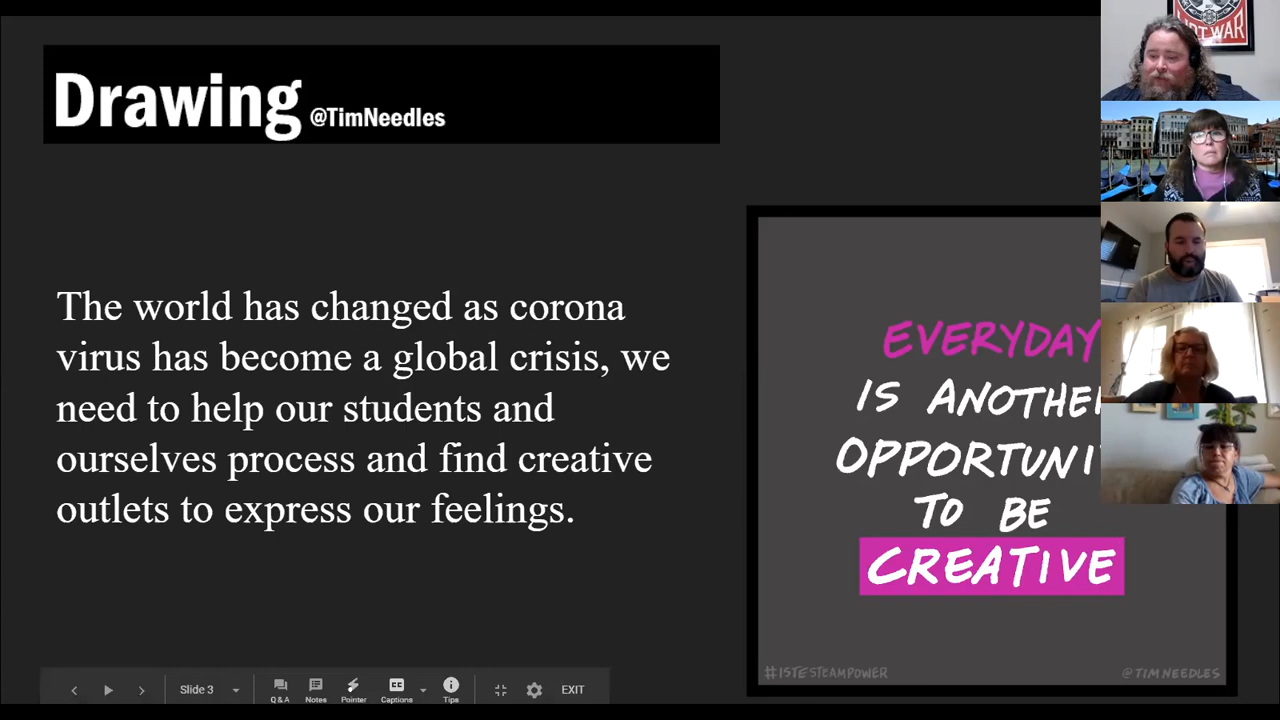 Drawing @TimNeedles
The world has changed as corona
virus has become a global crisis, we
need to help our students and
ourselves process and find creative
outlets to express our feelings.
EVERYDAY
IS ANOTHER
OPPORTUNI
TO BE
CREATIVE
#ISTESTEAMPOWER
@TIMNEEDLES
WAR
Slide 3
Q & A
Notes
Pointer
Captions
Tips
EXIT